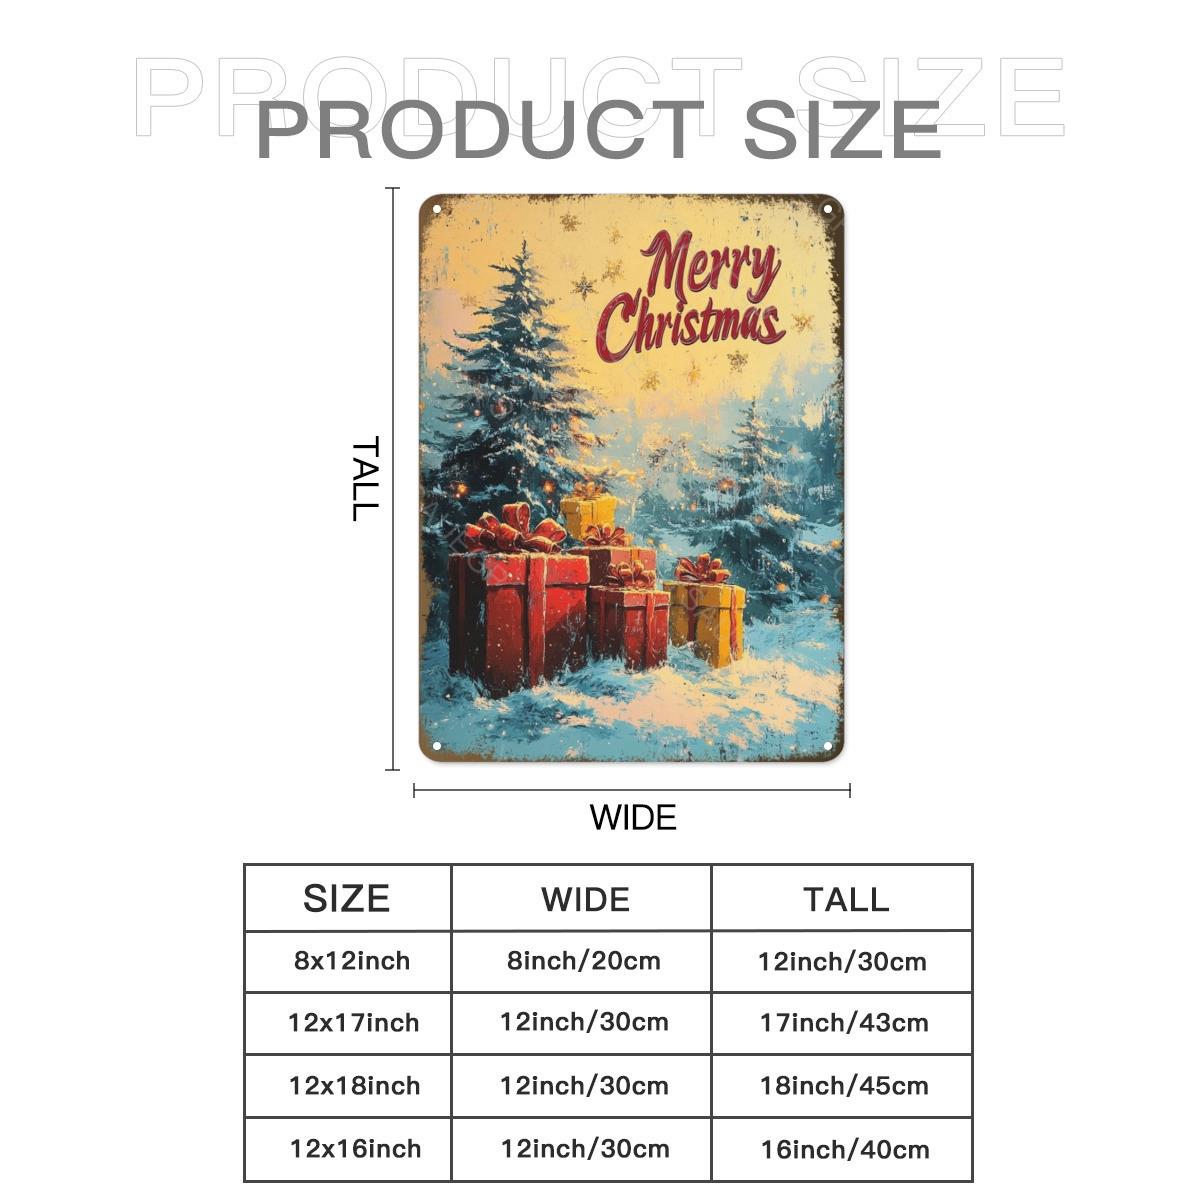 PRODUCT SIZE
PRODUCT SIZE
Merry
Christmas
TALL
WIDE
SIZE WIDE TALL
8x12inch 8inch/20cm 12inch/30cm
12x17inch 12inch/30cm 17inch/43cm
12x18inch 12inch/30cm 18inch/45cm
12x16inch 12inch/30cm 16inch/40cm